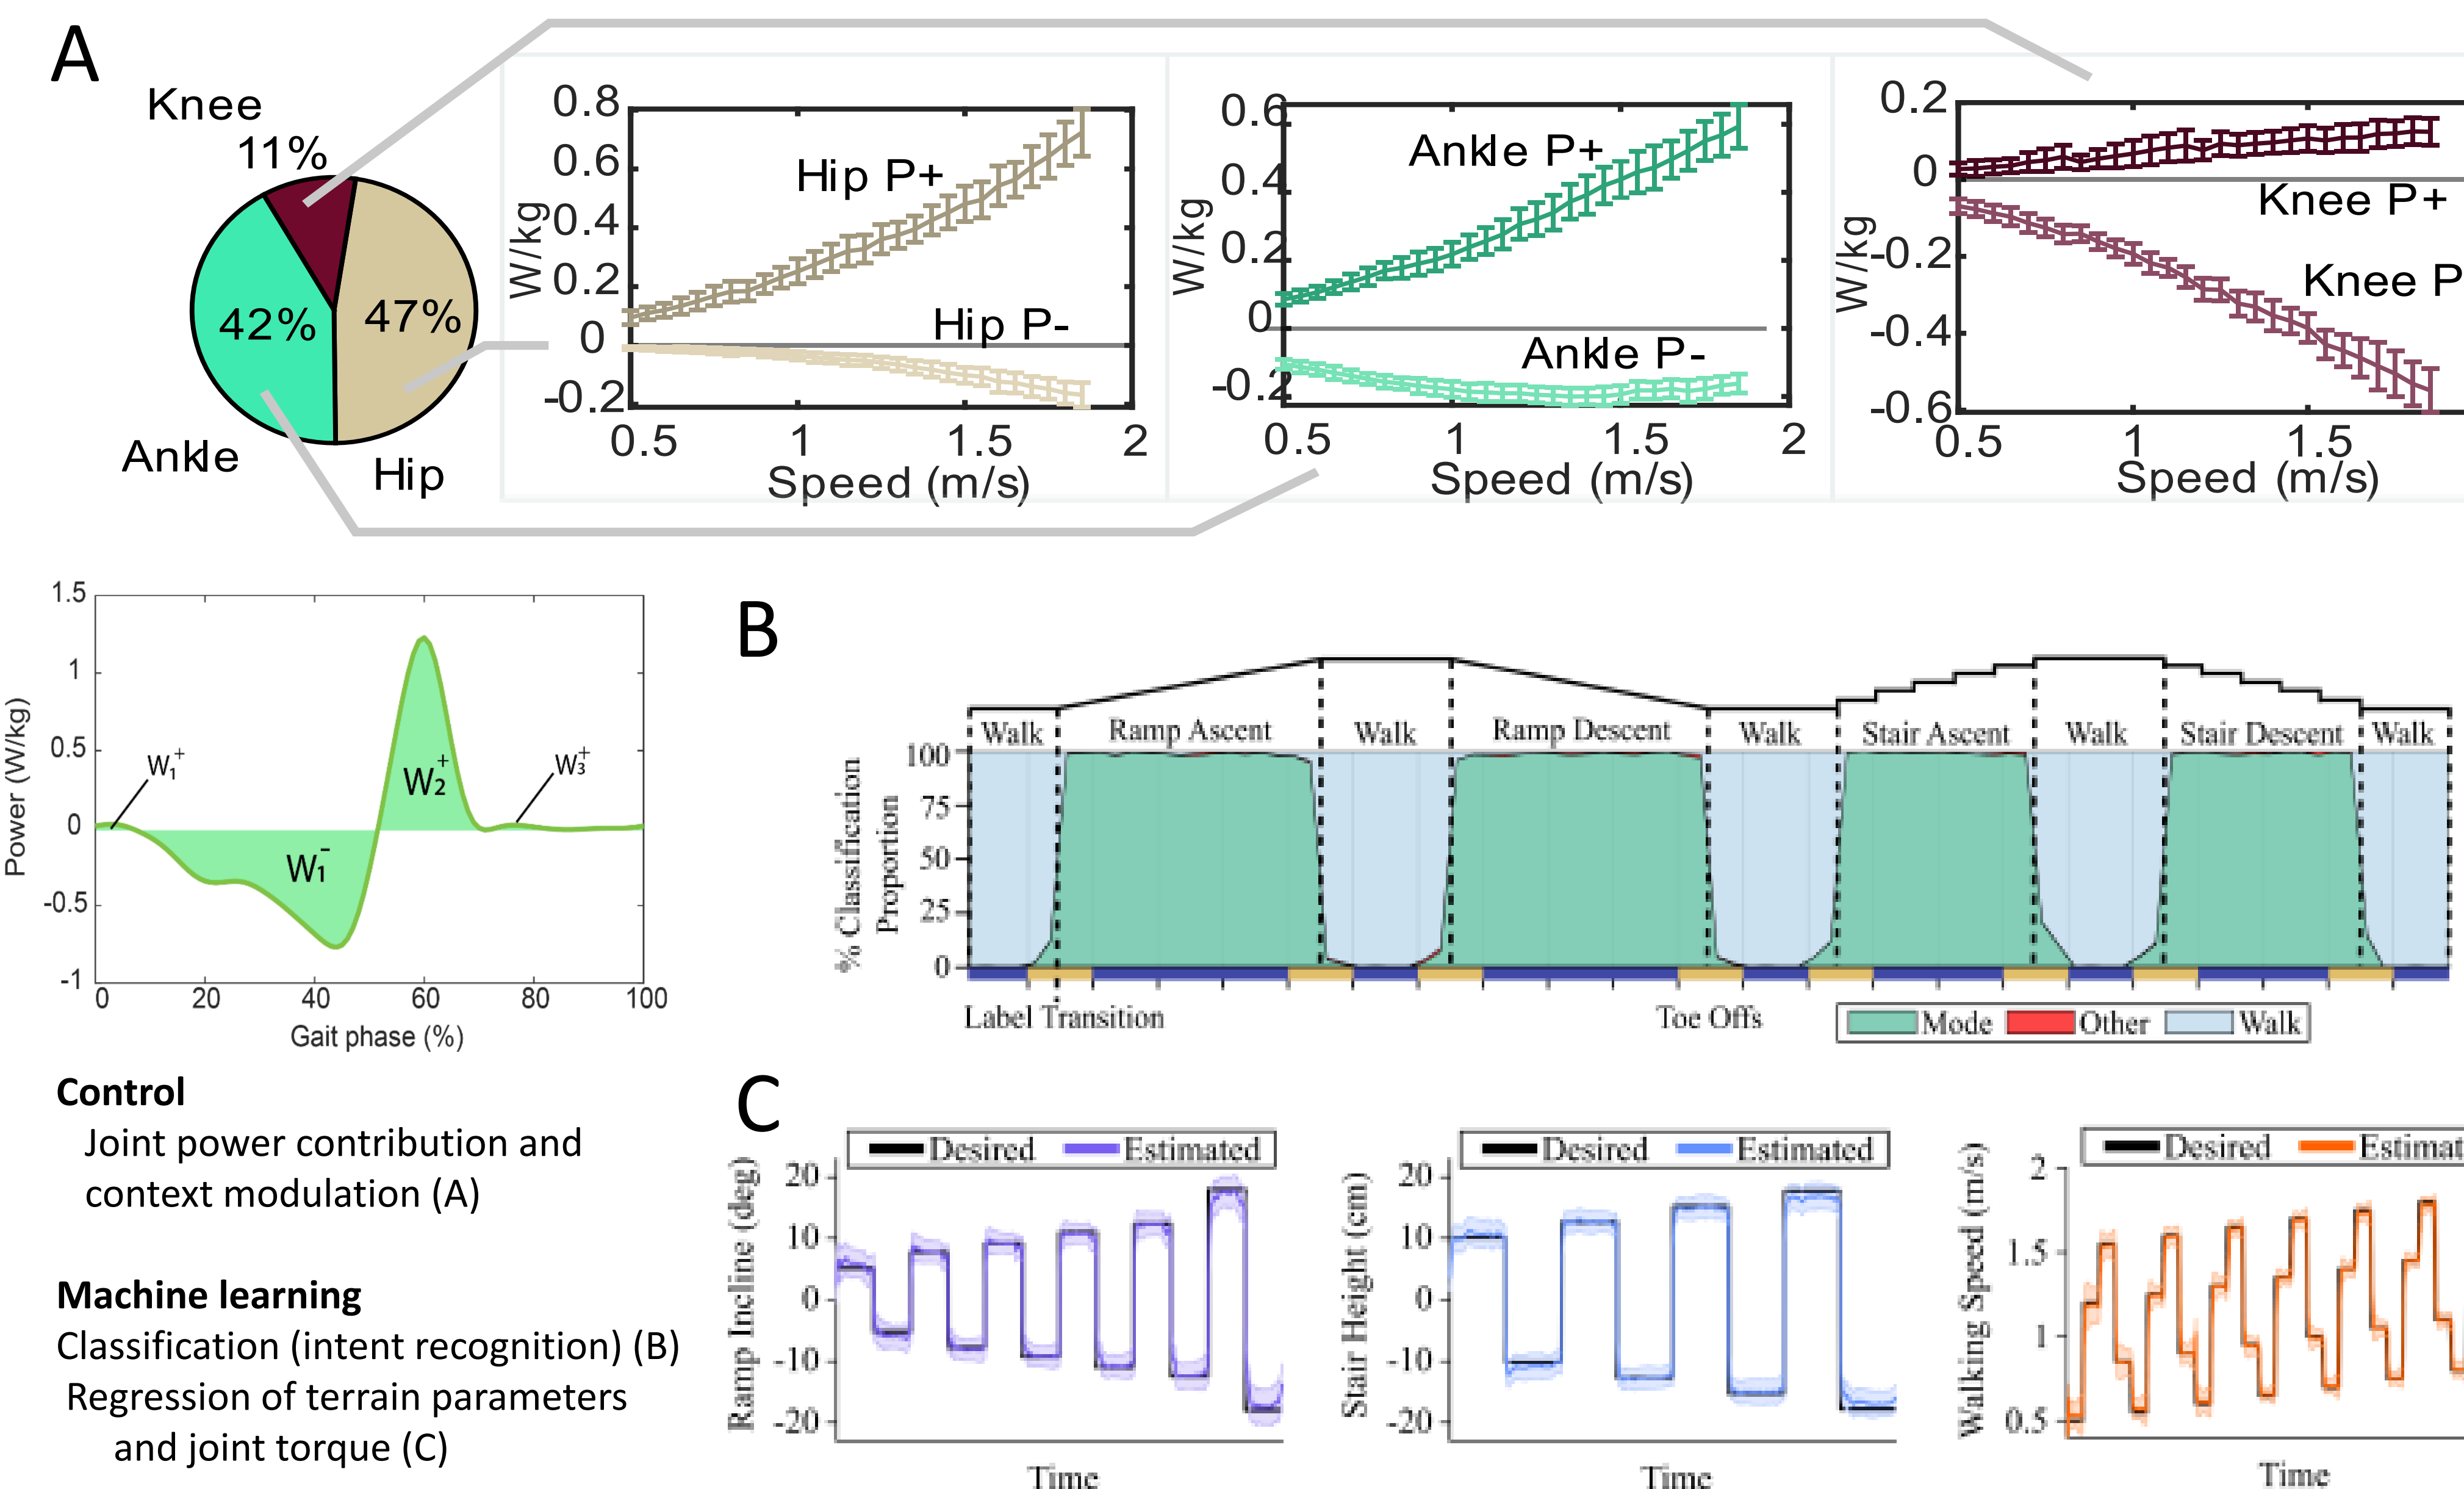 A
Knee
11%
42%
47%
Ankle
Hip
0.8
0.6
0.4
0.2
0
-0.2
W/kg
Hip P+
Hip P-
0.5
1
1.5
2
Speed (m/s)
0.6
0.4
0.2
0
-0.2
W/kg
Ankle P+
Ankle P-
0.5
1
1.5
2
Speed (m/s)
0.2
0
-0.2
-0.4
-0.6
W/kg
Knee P+
Knee P
0.5
1
1.5
Speed (m/s)
1.5
1
0.5
0
-0.5
-1
Power (W/kg)
W1+
W2+
W3+
W1-
0
20
40
60
80
100
Gait phase (%)
B
Walk
Ramp Ascent
Walk
Ramp Descent
Walk
Stair Ascent
Walk
Stair Descent
Walk
% Classification
Proportion
100
75
50
25
0
Label Transition
Toe Offs
Mode
Other
Walk
Control
Joint power contribution and
context modulation (A)
Machine learning
Classification (intent recognition) (B)
Regression of terrain parameters
and joint torque (C)
C
Desired
Estimated
Ramp Incline (deg)
20
10
0
-10
-20
Time
Desired
Estimated
Stair Height (cm)
20
10
0
-10
-20
Time
Desired
Estimat
Walking Speed (m/s)
2
1.5
1
0.5
Time